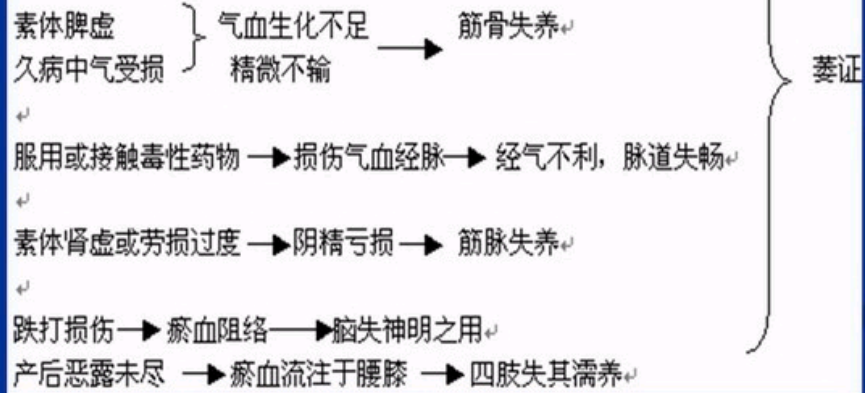 素体脾虚 气血生化不足 筋骨失养
久病中气受损 精微不输
萎证
服用或接触毒性药物 损伤气血经脉 经气不利，脉道失畅
素体肾虚或劳损过度 阴精亏损 筋脉失养
跌打损伤 瘀血阻络 脑失神明之用
产后恶露未尽 瘀血流注于腰膝 四肢失其濡养